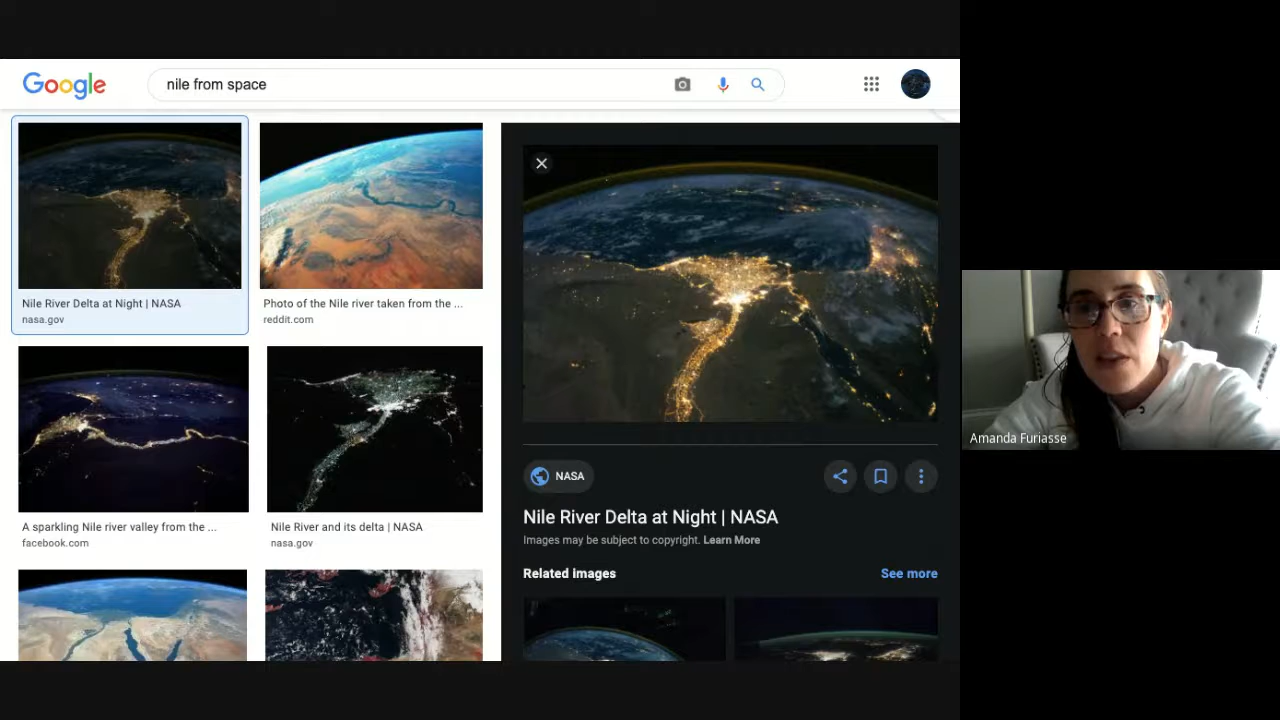 Google
nile from space
Nile River Delta at Night | NASA
nasa.gov
Photo of the Nile river taken from the ...
reddit.com
A sparkling Nile river valley from the ...
facebook.com
Nile River and its delta | NASA
nasa.gov
NASA
Nile River Delta at Night | NASA
Images may be subject to copyright. Learn More
Related images
See more
Amanda Furiasse